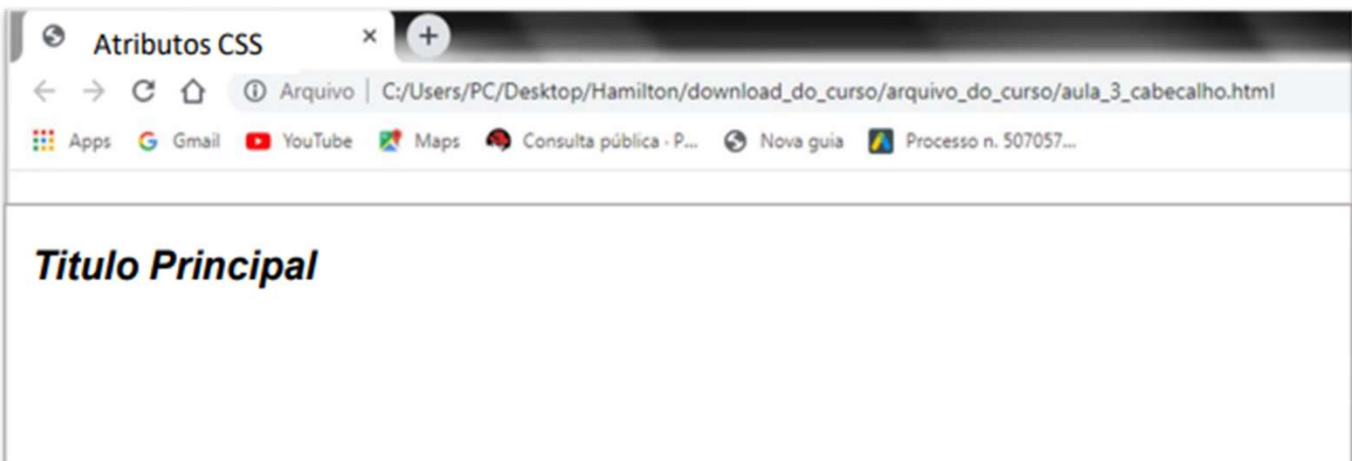 Atributos CSS
Arquivo | C:/Users/PC/Desktop/Hamilton/download_do_curso/arquivo_do_curso/aula_3_cabecalho.html
Apps Gmail YouTube Maps Consulta pública - P... Nova guia Processo n. 507057...
Titulo Principal